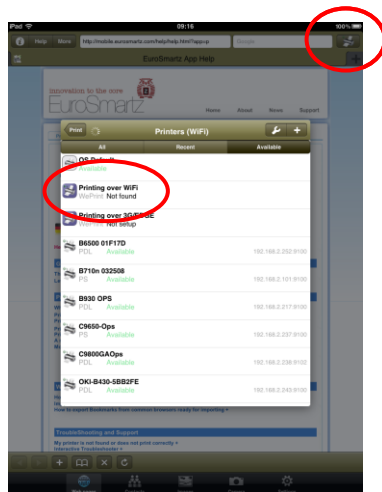 iPad
09:16
100%
Help More http://mobile.eurosmartz.com/help/help.html?app=p Google
EuroSmartz App Help
innovation to the core
EuroSmartz
Home About News Support
Print Printers (WiFi) +
All Recent Available
OS Default
Available
Printing over WiFi
WePrint Not found
Printing over 3G/EDGE
WePrint Not setup
B6500 01F17D
PDL Available 192.168.2.252:9100
B710n 032508
PS Available 192.168.2.101:9100
B930 OPS
PDL Available 192.168.2.217:9100
C9650-Ops
PS Available 192.168.2.237:9100
C9800GAOps
PDL Available 192.168.2.238:9102
OKI-B430-5BB2FE
PDL Available 192.168.2.243:9100
How to export Bookmarks from common browsers ready for importing +
TroubleShooting and Support
My printer is not found or does not print correctly +
Interactive Troubleshooter +